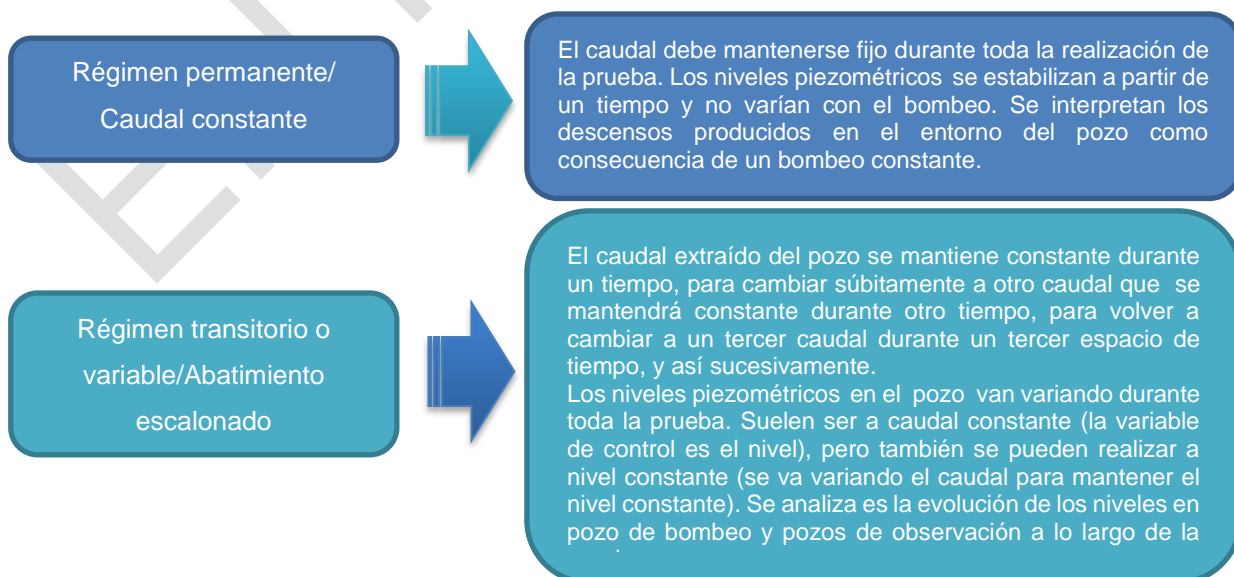 Régimen permanente/
Caudal constante
El caudal debe mantenerse fijo durante toda la realización de
la prueba. Los niveles piezométricos se estabilizan a partir de
un tiempo y no varían con el bombeo. Se interpretan los
descensos producidos en el entorno del pozo como
consecuencia de un bombeo constante.
Régimen transitorio o
variable/Abatimiento
escalonado
El caudal extraído del pozo se mantiene constante durante
un tiempo, para cambiar súbitamente a otro caudal que se
mantendrá constante durante otro tiempo, para volver a
cambiar a un tercer caudal durante un tercer espacio de
tiempo, y así sucesivamente.
Los niveles piezométricos en el pozo van variando durante
toda la prueba. Suelen ser a caudal constante (la variable
de control es el nivel), pero también se pueden realizar a
nivel constante (se va variando el caudal para mantener el
nivel constante). Se analiza es la evolución de los niveles en
pozo de bombeo y pozos de observación a lo largo de la